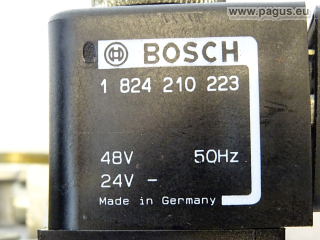 www.pagus.eu
BOSCH
1 824 210 223
48V 50Hz
24V -
Made in Germany